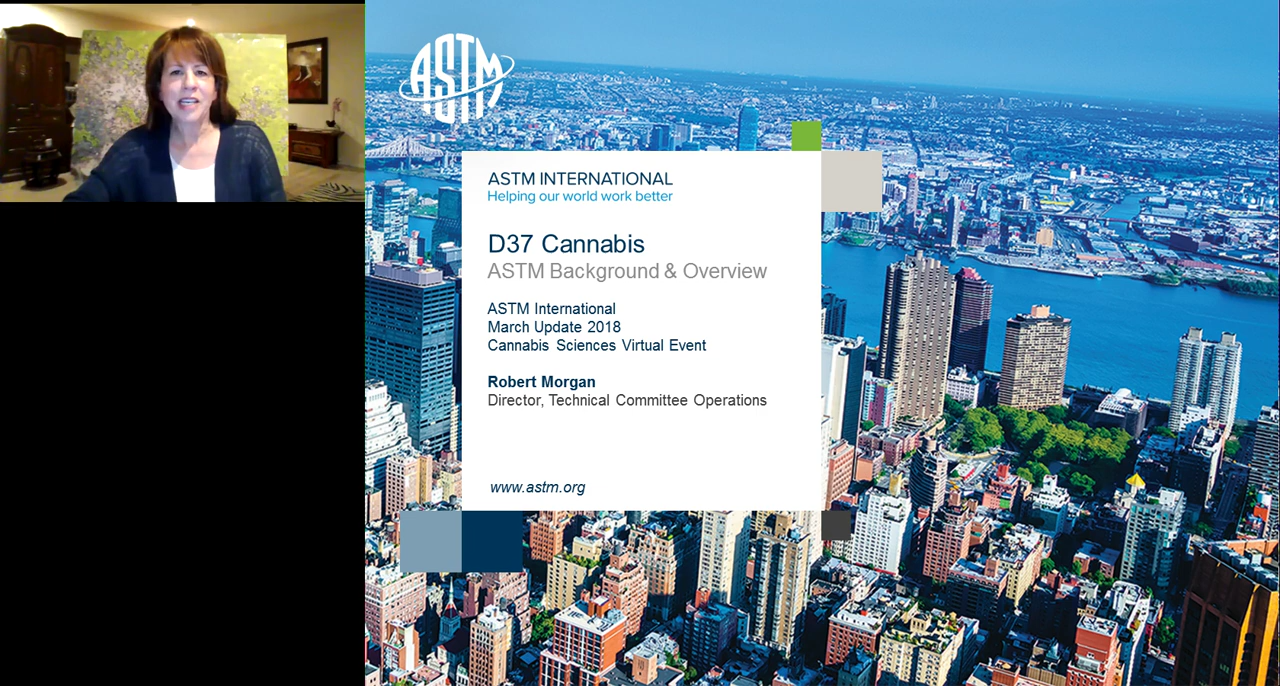 ASTM
ASTM INTERNATIONAL
Helping our world work better
D37 Cannabis
ASTM Background & Overview
ASTM International
March Update 2018
Cannabis Sciences Virtual Event
Robert Morgan
Director, Technical Committee Operations
www.astm.org